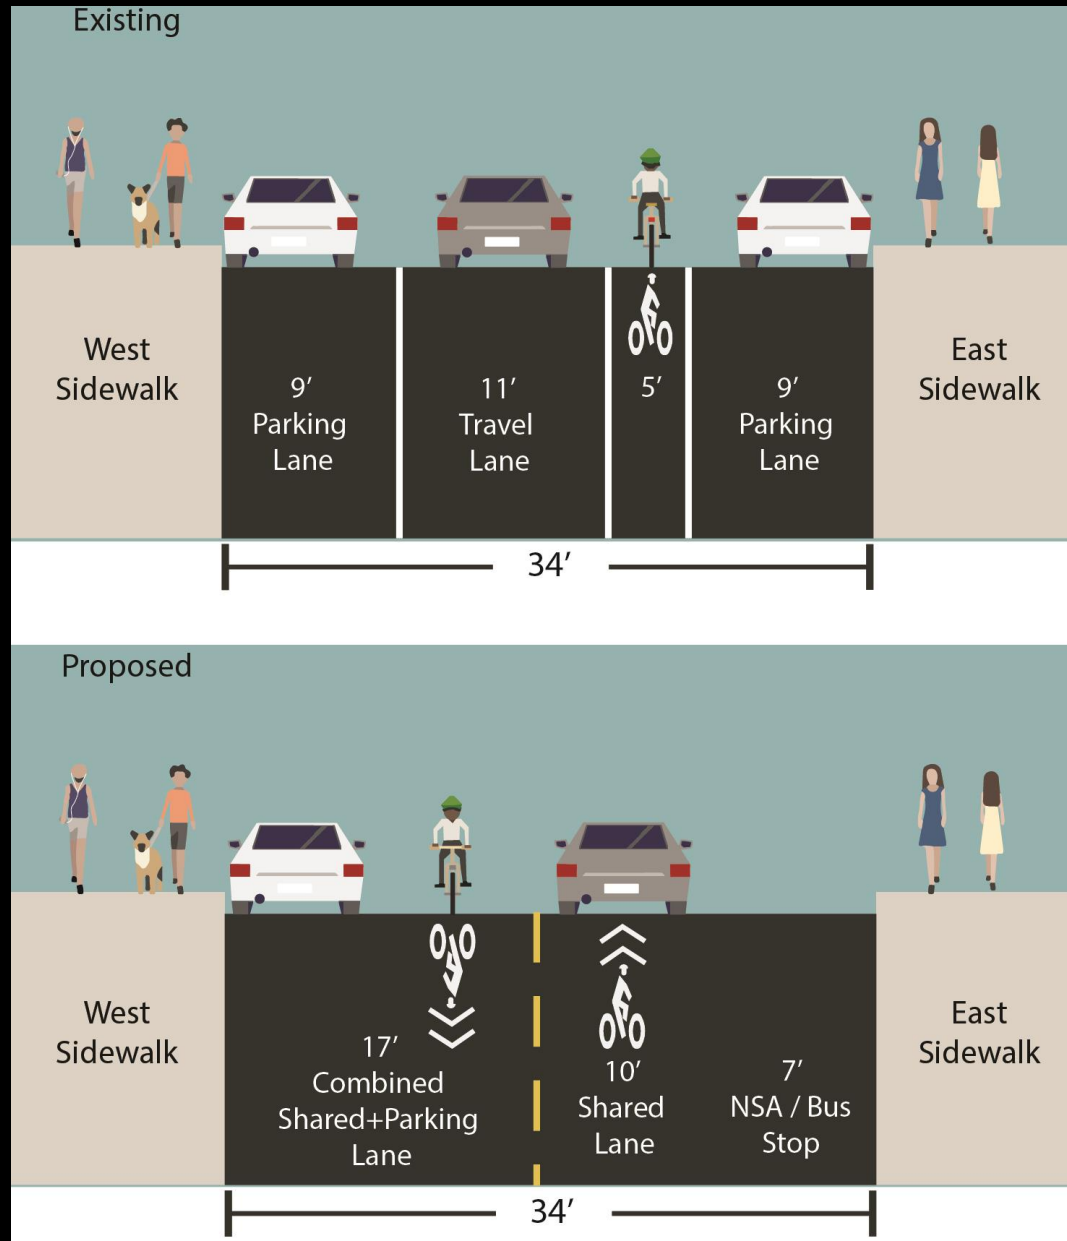 Existing
West
Sidewalk
9′
Parking
Lane
11′
Travel
Lane
5′
9′
Parking
Lane
East
Sidewalk
34′
Proposed
West
Sidewalk
17′
Combined
Shared+Parking
Lane
10′
Shared
Lane
7′
NSA / Bus
Stop
East
Sidewalk
34′